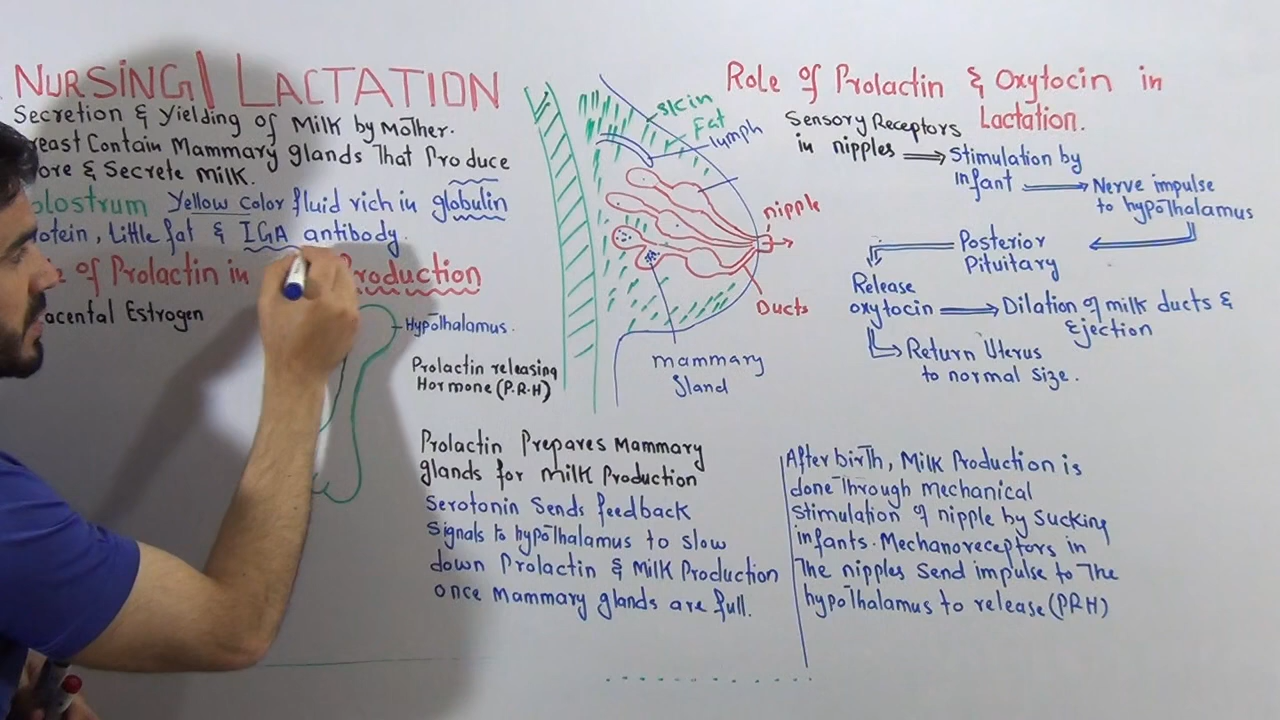 NURSING| LACTATION
Secretion & Yielding of Milk by Mother.
reast Contain Mammary glands That Produce
ore & Secrete milk.
olostrum Yellow color fluid rich in globulin
otein, Little fat & IGA antibody.
of Prolactin in Production
acental Estrogen
Hypothalamus.
Prolactin releasing
Hormone (P.R.H)
Prolactin Prepares Mammary
glands for milk Production
Serotonin Sends feedback
Signals to hypothalamus to slow
down Prolactin & Milk Production
once Mammary glands are full.
skin
Fat
lymph
nipple
Ducts
mammary
gland
Role of Prolactin & Oxytocin in
Lactation.
Sensory Receptors
in nipples
Stimulation by
infant
Nerve impulse
to hypothalamus
Posterior
Pituitary
Release
oxytocin
Dilation of milk ducts &
Ejection
Return Uterus
to normal Size.
After birth, Milk Production is
done Through Mechanical
Stimulation of nipple by Sucking
infants. Mechanoreceptors in
The nipples Send impulse to The
hypothalamus to release (PRH)